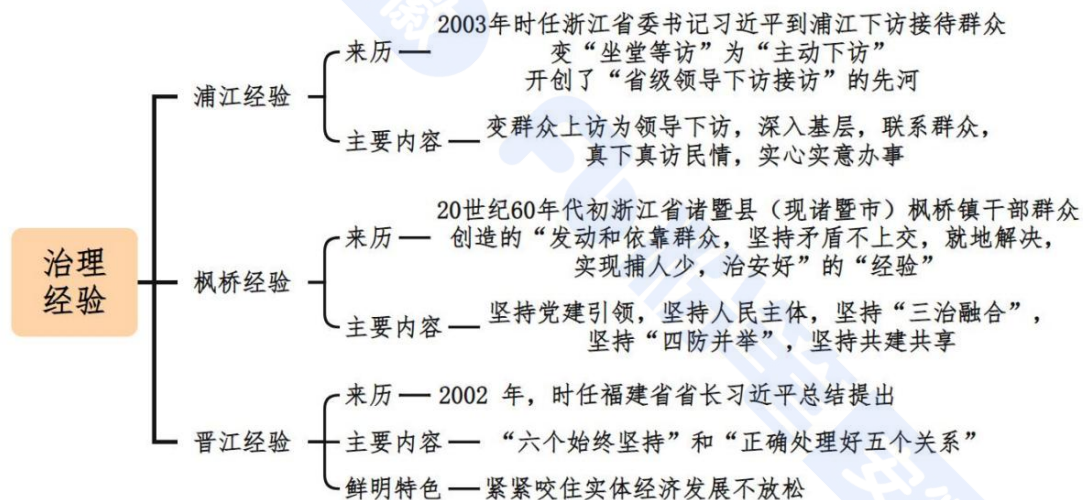 治理
经验
浦江经验
来历
2003年时任浙江省委书记习近平到浦江下访接待群众
变“坐堂等访”为“主动下访”
开创了“省级领导下访接访”的先河
主要内容
变群众上访为领导下访，深入基层，联系群众，
真下真访民情，实心实意办事
枫桥经验
来历
20世纪60年代初浙江省诸暨县（现诸暨市）枫桥镇干部群众
创造的“发动和依靠群众，坚持矛盾不上交，就地解决，
实现捕人少，治安好”的“经验”
主要内容
坚持党建引领，坚持人民主体，坚持“三治融合”，
坚持“四防并举”，坚持共建共享
晋江经验
来历
2002 年，时任福建省省长习近平总结提出
主要内容
“六个始终坚持”和“正确处理好五个关系”
鲜明特色
紧紧咬住实体经济发展不放松